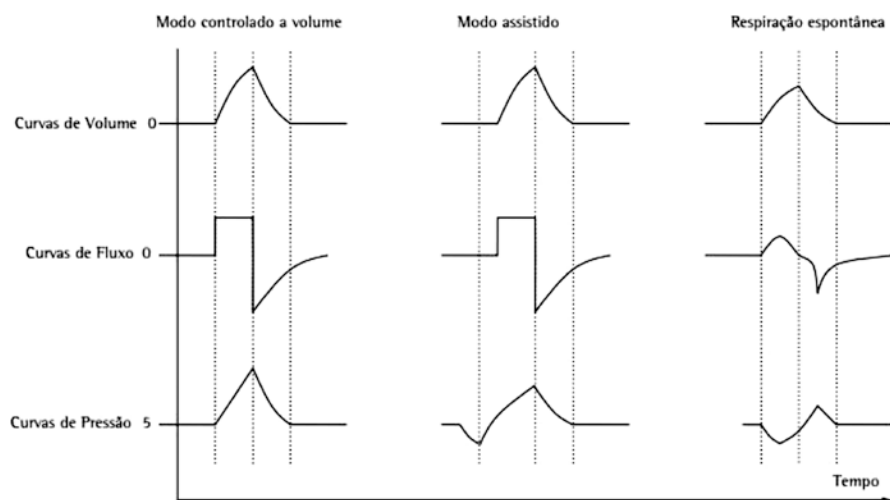 Modo controlado a volume
Modo assistido
Respiração espontânea
Curvas de Volume 0
Curvas de Fluxo 0
Curvas de Pressão 5
Tempo